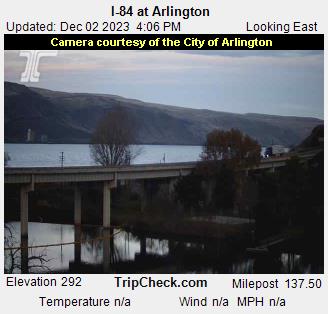 I-84 at Arlington
Updated: Dec 02 2023 4:06 PM Looking East
Camera courtesy of the City of Arlington
Elevation 292 TripCheck.com Milepost 137.50
Temperature n/a Wind n/a MPH n/a